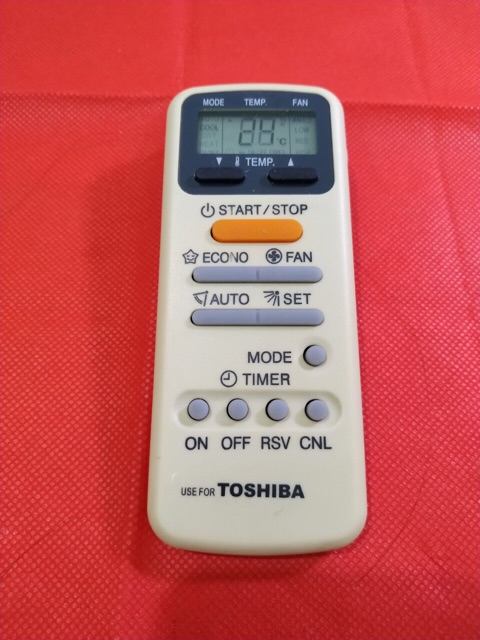 MODE TEMP. FAN
COOL
°C
▼ TEMP. ▲
START/STOP
ECONO FAN
AUTO SET
MODE
TIMER
ON OFF RSV CNL
USE FOR TOSHIBA